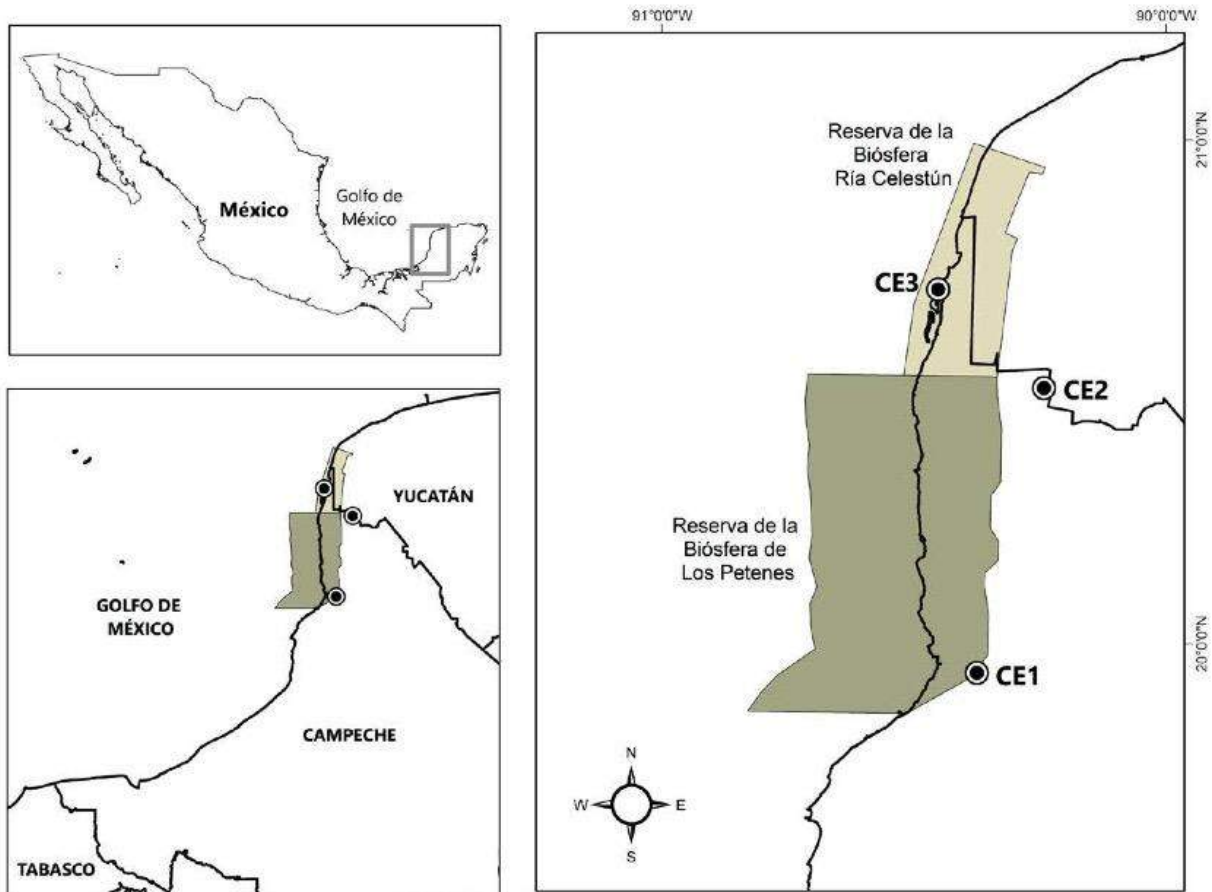 México
Golfo de
México
YUCATÁN
GOLFO DE
MÉXICO
CAMPECHE
TABASCO
91°0'0"W
90°0'0"W
21°0'0"N
20°0'0"N
Reserva de la
Biósfera
Ría Celestún
CE3
CE2
Reserva de la
Biósfera de
Los Petenes
CE1
N
W
E
S